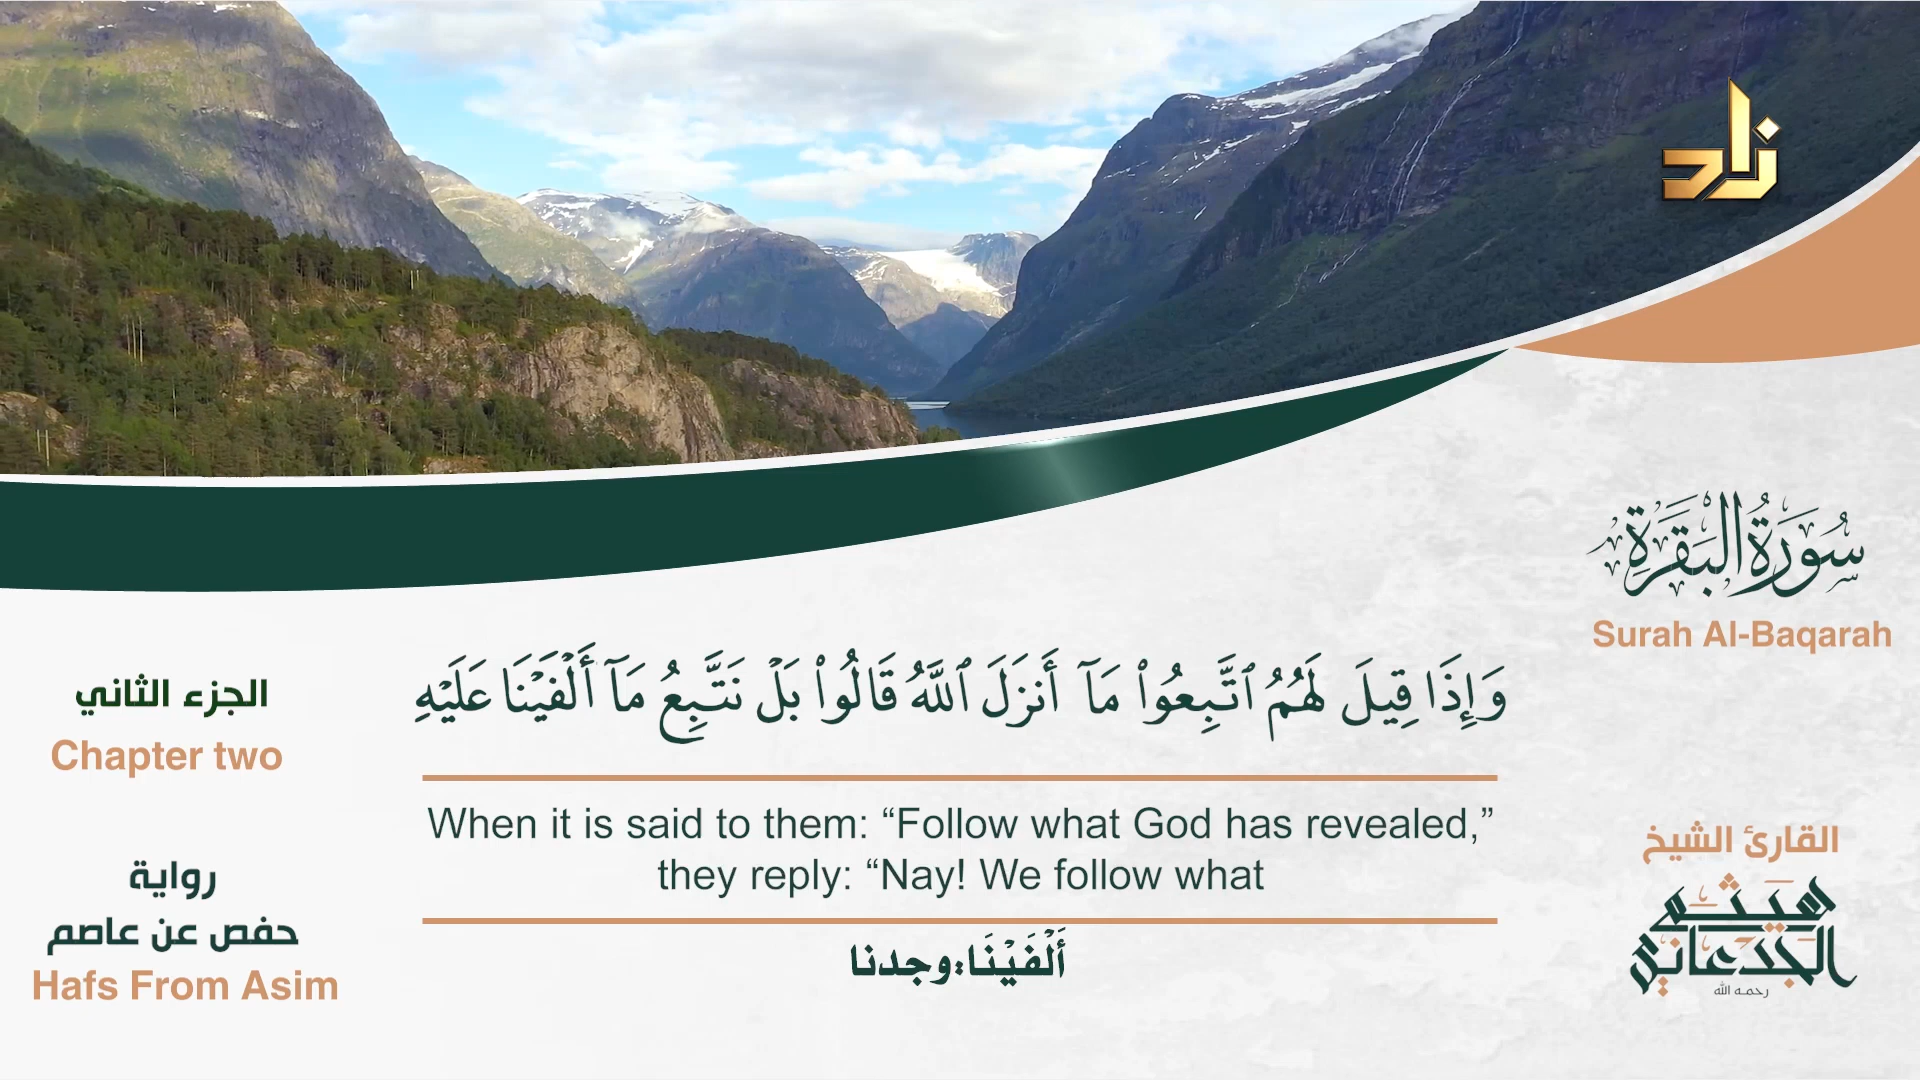 زاد
سُورَةُ البَقَرَةِ
Surah Al-Baqarah
الجزء الثاني
Chapter two
وَإِذَا قِيلَ لَهُمُ ٱتَّبِعُوا۟ مَآ أَنزَلَ ٱللَّهُ قَالُوا۟ بَلْ نَتَّبِعُ مَآ أَلْفَيْنَا عَلَيْهِ
When it is said to them: “Follow what God has revealed,”
they reply: “Nay! We follow what
أَلْفَيْنَا:وجدنا
رواية
حفص عن عاصم
Hafs From Asim
القارئ الشيخ
هيثم
الجدعاني
رحمه الله